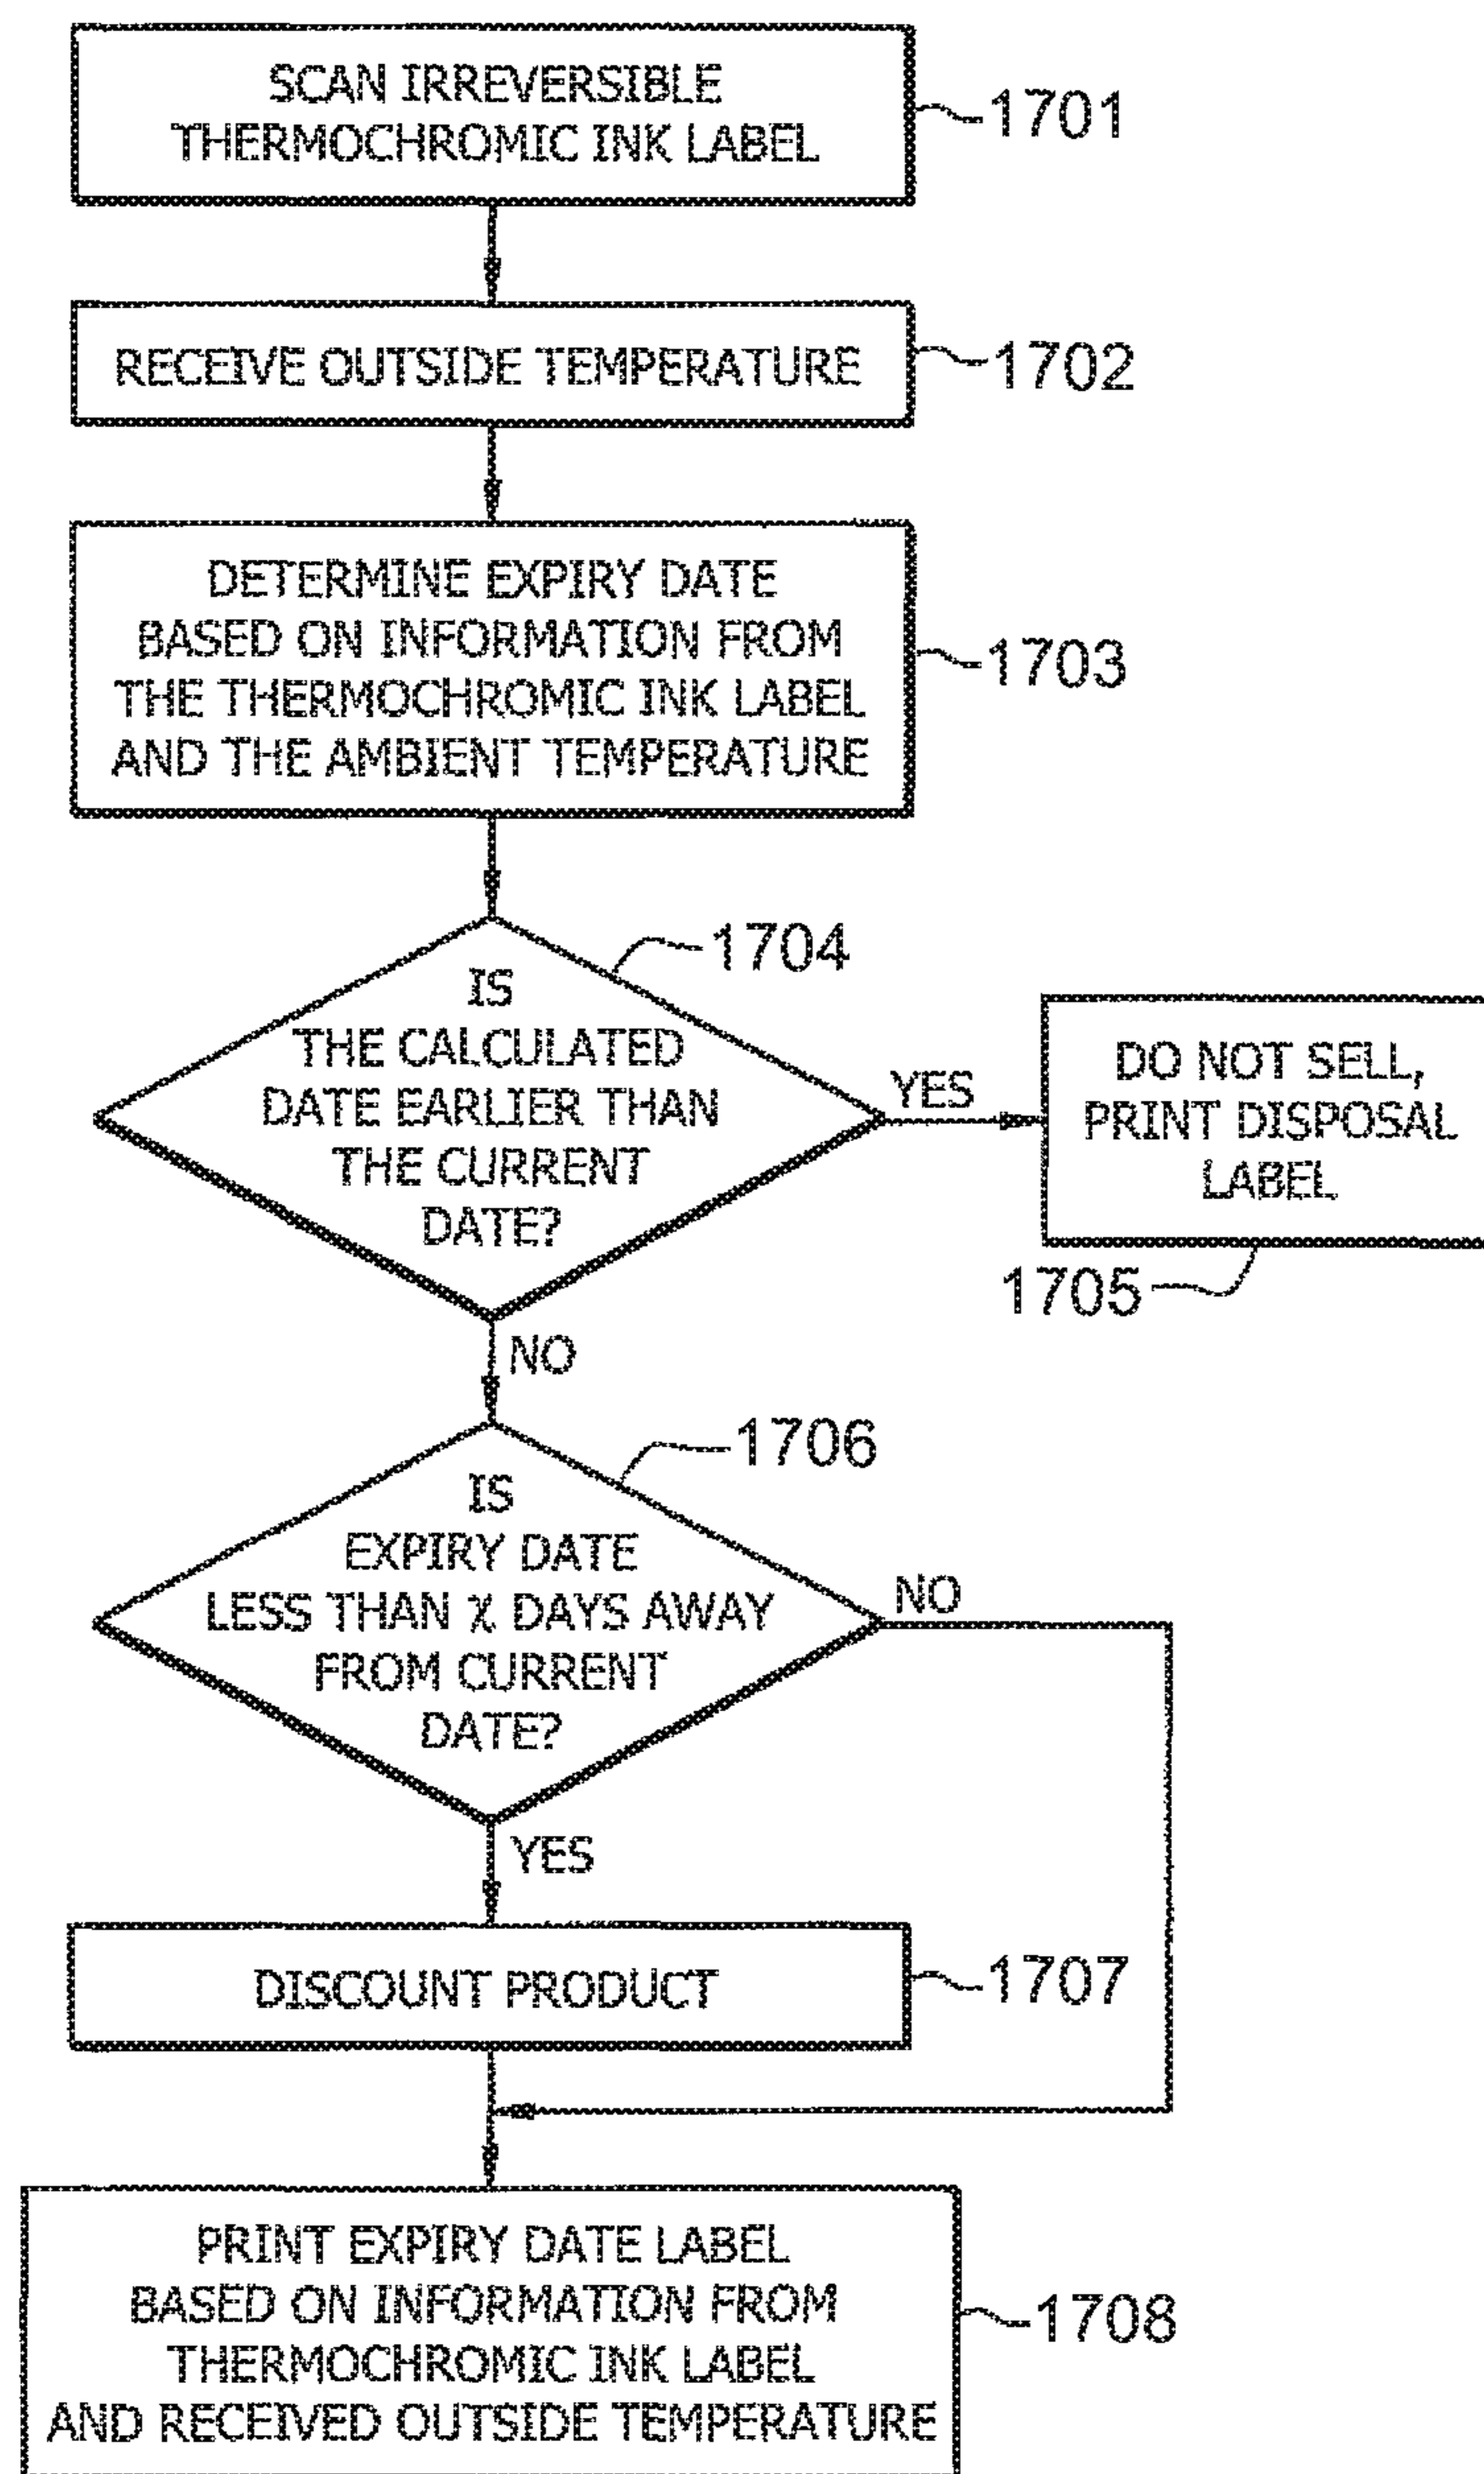 SCAN IRREVERSIBLE
THERMOCHROMIC INK LABEL
1701
RECEIVE OUTSIDE TEMPERATURE
1702
DETERMINE EXPIRY DATE
BASED ON INFORMATION FROM
THE THERMOCHROMIC INK LABEL
AND THE AMBIENT TEMPERATURE
1703
1704
IS
THE CALCULATED
DATE EARLIER THAN
THE CURRENT
DATE?
YES
DO NOT SELL,
PRINT DISPOSAL
LABEL
1705
NO
1706
IS
EXPIRY DATE
LESS THAN χ DAYS AWAY
FROM CURRENT
DATE?
NO
YES
DISCOUNT PRODUCT
1707
PRINT EXPIRY DATE LABEL
BASED ON INFORMATION FROM
THERMOCHROMIC INK LABEL
AND RECEIVED OUTSIDE TEMPERATURE
1708